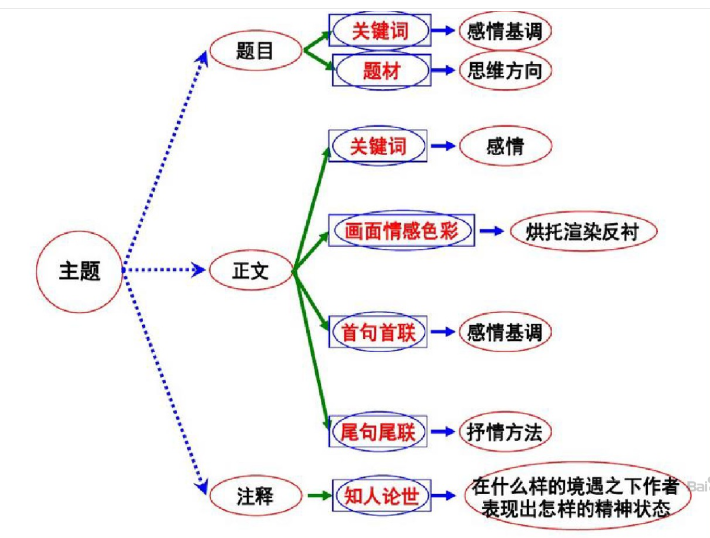 题目
关键词
感情基调
题材
思维方向
主题
正文
关键词
感情
画面情感色彩
烘托渲染反衬
首句首联
感情基调
尾句尾联
抒情方法
注释
知人论世
在什么样的境遇之下作者
表现出怎样的精神状态
Bai